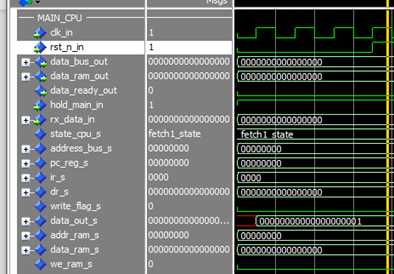 Msgs
MAIN_CPU
clk_in 1
rst_n_in 1
data_bus_out 0000000000000000 0000000000000000
data_ram_out 0000000000000000 0000000000000000
data_ready_out 0
hold_main_in 1
rx_data_in 0000000000000000 0000000000000000
state_cpu_s fetch1_state fetch1_state
address_bus_s 00000000 00000000
pc_reg_s 00000000 00000000
ir_s 0000 0000
dr_s 0000000000000000 0000000000000000
write_flag_s 0
data_out_s 00000000000000... 0000000000000000001
addr_ram_s 00000000 00000000
data_ram_s 0000000000000000 0000000000000000
we_ram_s 0